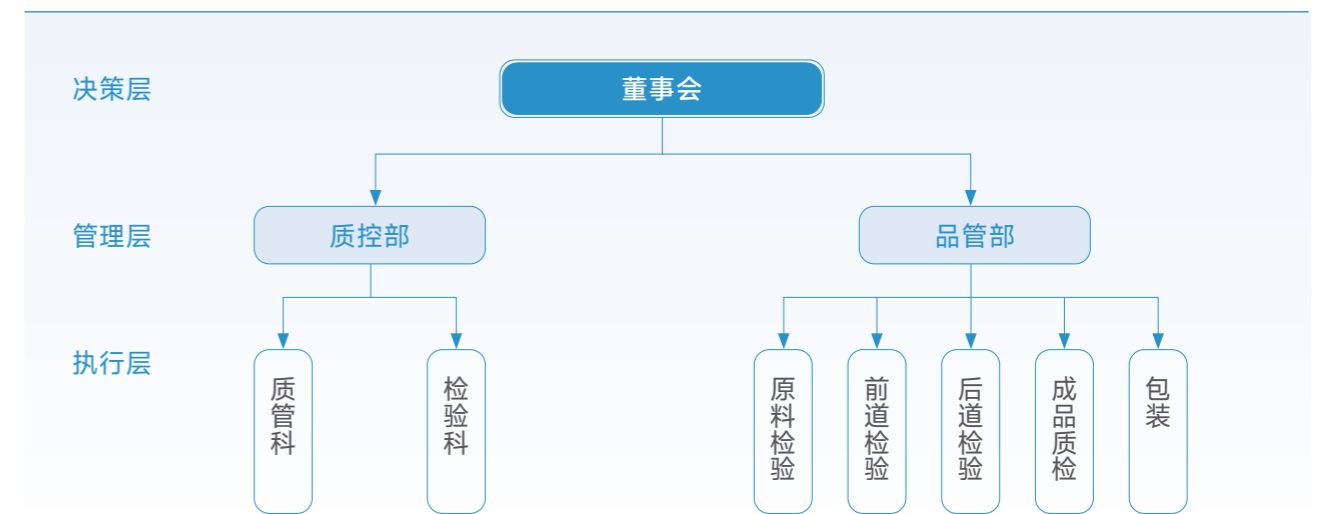 决策层
董事会
管理层
质控部
品管部
执行层
质管科
检验科
原料检验
前道检验
后道检验
成品质检
包装